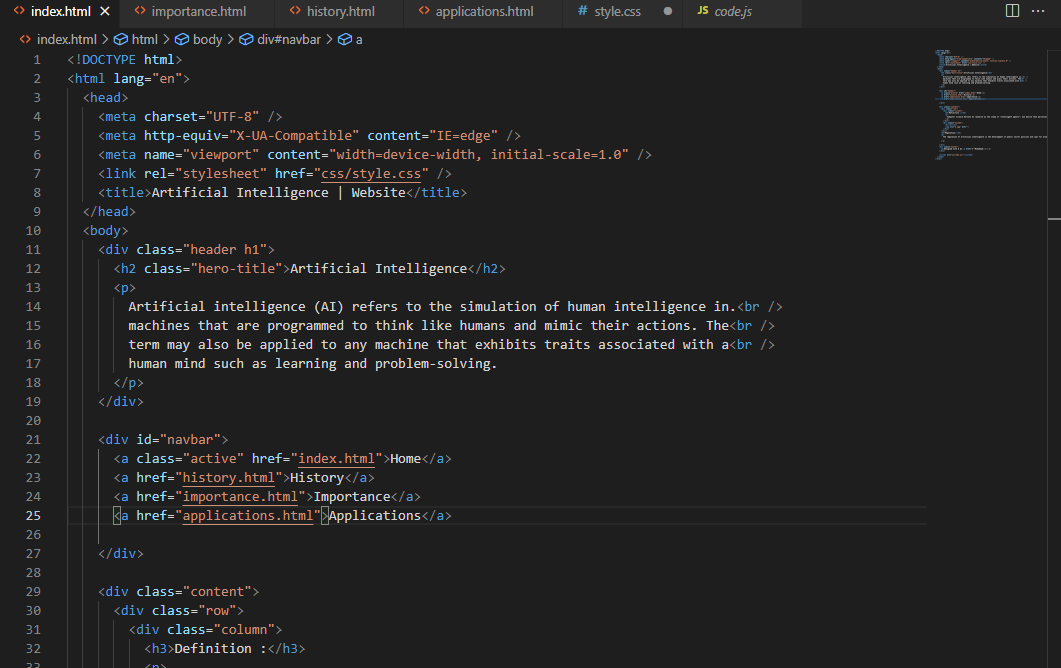 index.html importance.html history.html applications.html # style.css JS code.js
index.html > html > body > div#navbar > a
1 <!DOCTYPE html>
2 <html lang="en">
3 <head>
4 <meta charset="UTF-8" />
5 <meta http-equiv="X-UA-Compatible" content="IE=edge" />
6 <meta name="viewport" content="width=device-width, initial-scale=1.0" />
7 <link rel="stylesheet" href="css/style.css" />
8 <title>Artificial Intelligence | Website</title>
9 </head>
10 <body>
11 <div class="header h1">
12 <h2 class="hero-title">Artificial Intelligence</h2>
13 <p>
14 Artificial intelligence (AI) refers to the simulation of human intelligence in.<br />
15 machines that are programmed to think like humans and mimic their actions. The<br />
16 term may also be applied to any machine that exhibits traits associated with a<br />
17 human mind such as learning and problem-solving.
18 </p>
19 </div>
20
21 <div id="navbar">
22 <a class="active" href="index.html">Home</a>
23 <a href="history.html">History</a>
24 <a href="importance.html">Importance</a>
25 <a href="applications.html">Applications</a>
26
27 </div>
28
29 <div class="content">
30 <div class="row">
31 <div class="column">
32 <h3>Definition :</h3>
33 <p>